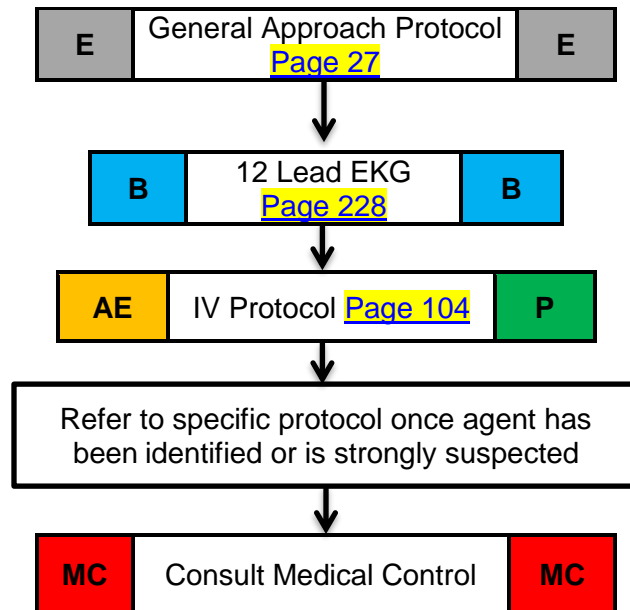 E General Approach Protocol E
Page 27
B 12 Lead EKG B
Page 228
AE IV Protocol Page 104 P
Refer to specific protocol once agent has
been identified or is strongly suspected
MC Consult Medical Control MC